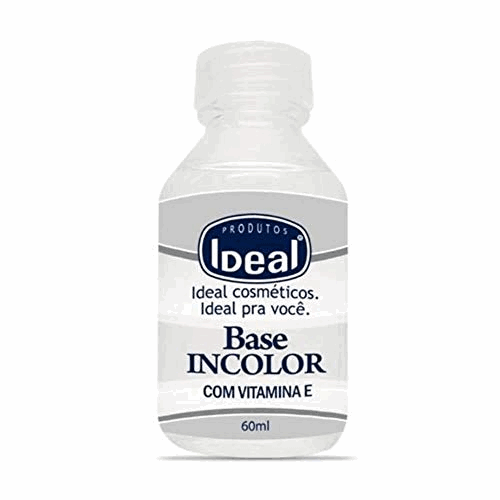 PRODUTOS
Ideal®
Ideal cosméticos.
Ideal pra você.
Base
INCOLOR
COM VITAMINA E
60ml